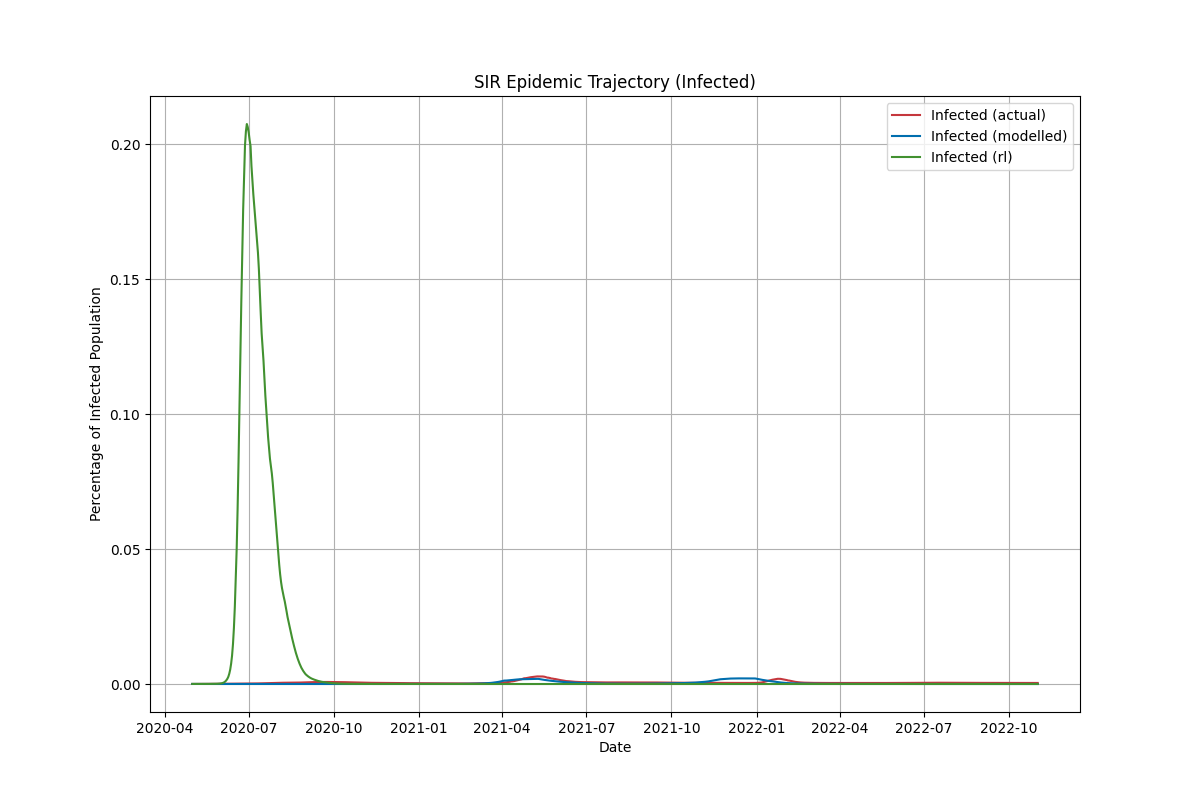 SIR Epidemic Trajectory (Infected)
Infected (actual)
Infected (modelled)
Infected (rl)
Percentage of Infected Population
0.20
0.15
0.10
0.05
0.00
2020-04 2020-07 2020-10 2021-01 2021-04 2021-07 2021-10 2022-01 2022-04 2022-07 2022-10
Date